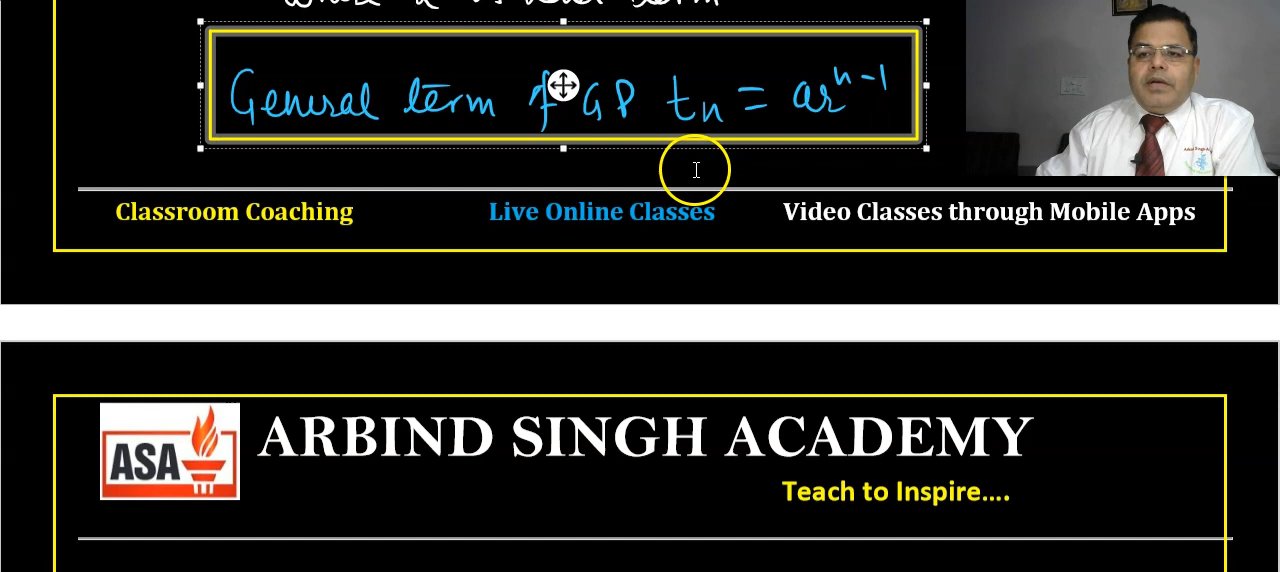 General term of GP tn = ar^n-1
Classroom Coaching Live Online Classes Video Classes through Mobile Apps
ASA ARBIND SINGH ACADEMY
Teach to Inspire....